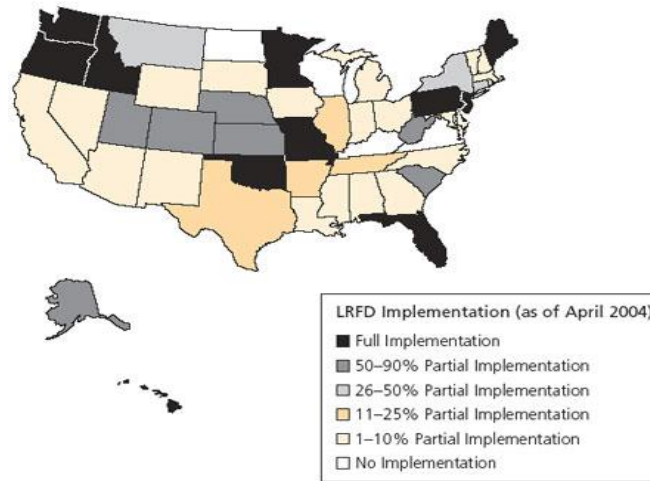 LRFD Implementation (as of April 2004)
Full Implementation
50–90% Partial Implementation
26–50% Partial Implementation
11–25% Partial Implementation
1–10% Partial Implementation
No Implementation